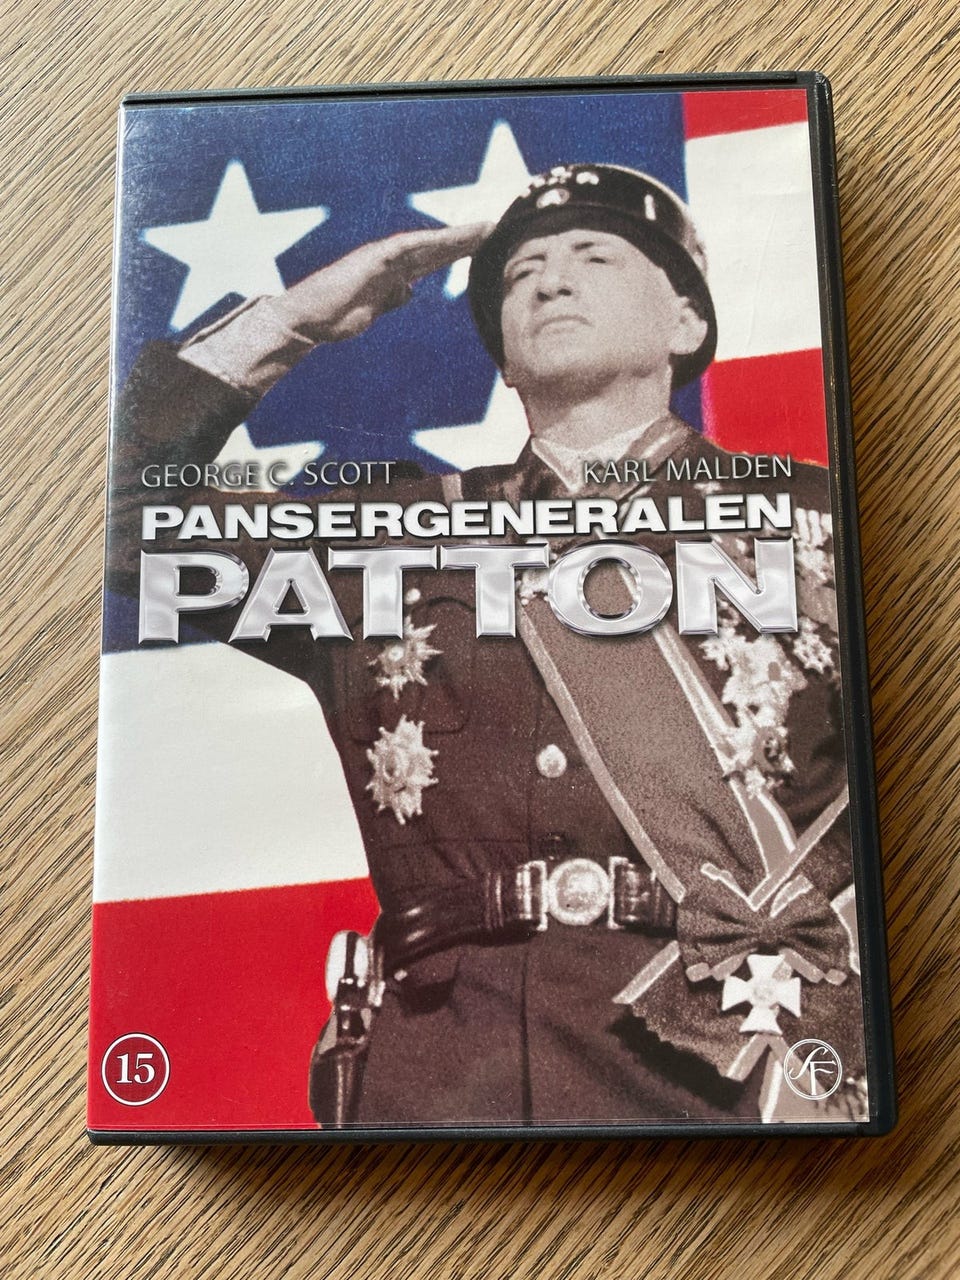 GEORGE C. SCOTT KARL MALDEN
PANSERGENERALEN
PATTON
15
SF